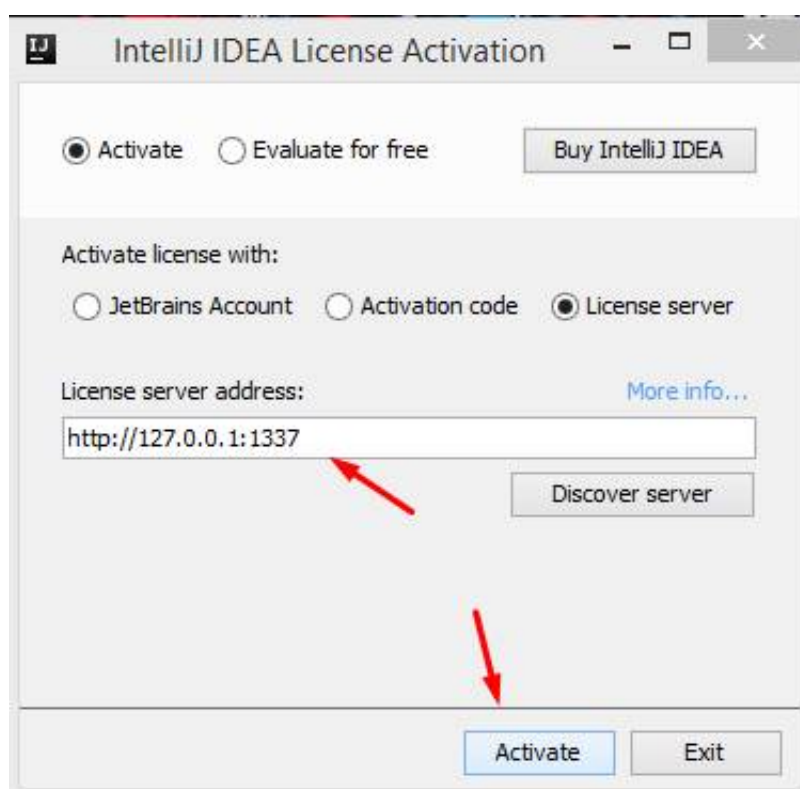 IJ IntelliJ IDEA License Activation
Activate Evaluate for free Buy IntelliJ IDEA
Activate license with:
JetBrains Account Activation code License server
License server address: More info...
http://127.0.0.1:1337
Discover server
Activate Exit